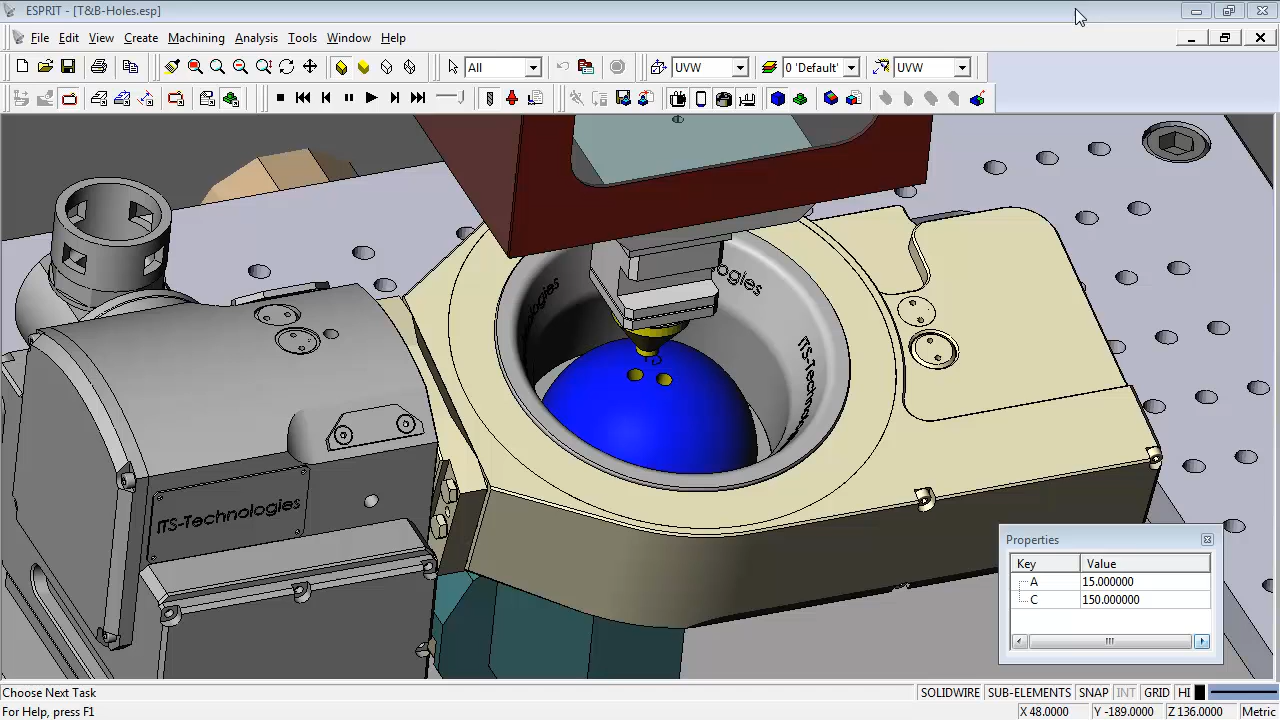 ESPRIT - [T&B-Holes.esp]
File Edit View Create Machining Analysis Tools Window Help
All UVW 0 'Default' UVW
ologies
ITS-Technologies
Properties
Key Value
A 15.000000
C 150.000000
Choose Next Task SOLIDWIRE SUB-ELEMENTS SNAP INT GRID HI
For Help, press F1 X 48.0000 Y -189.0000 Z 136.0000 Metric